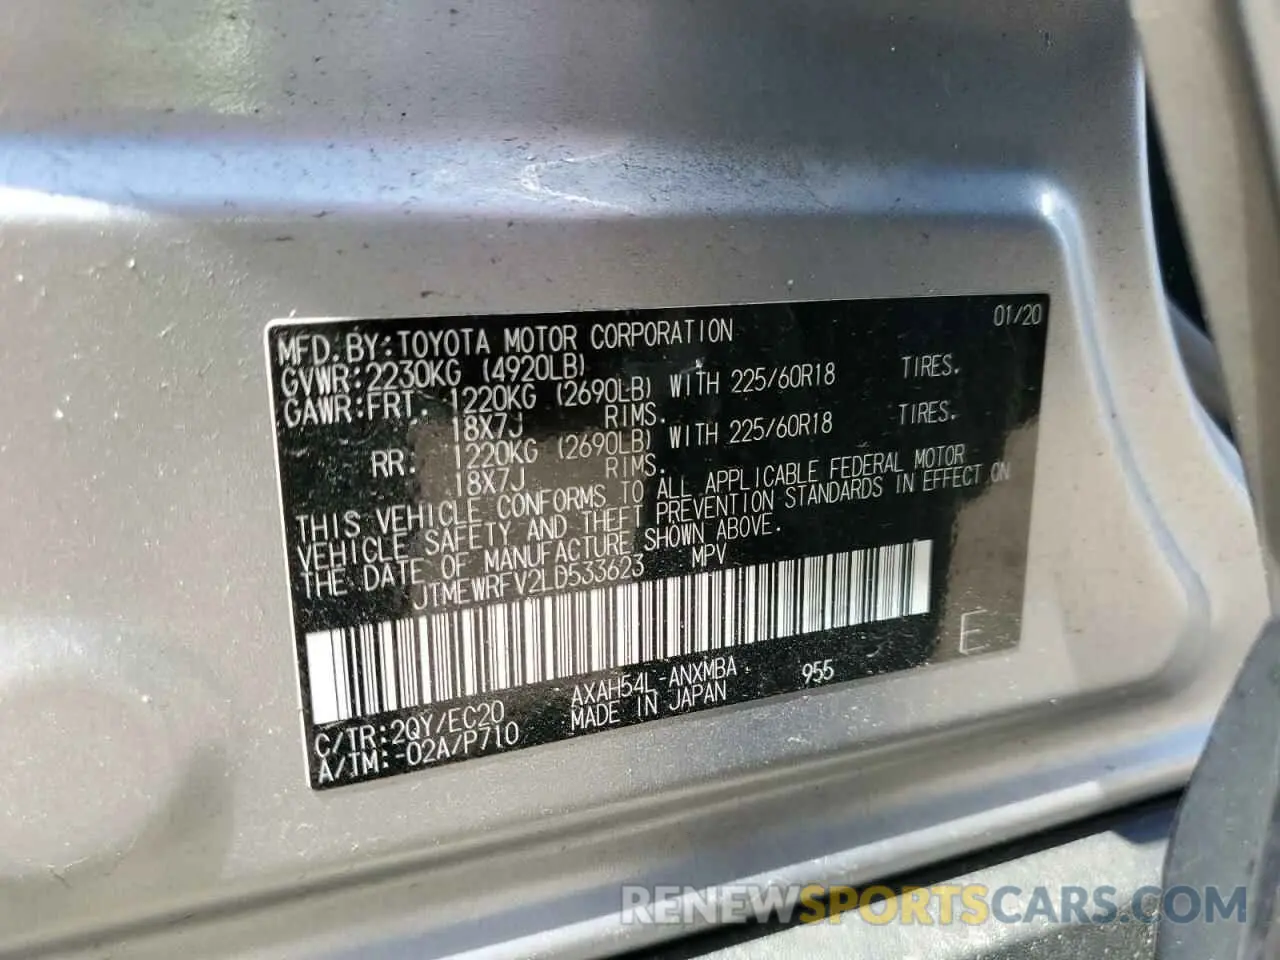 01/20
MFD. BY:TOYOTA MOTOR CORPORATION
GVWR:2230KG (4920LB)
GAWR:FRT. 1220KG (2690LB) WITH 225/60R18 TIRES.
18X7J RIMS.
RR: 1220KG (2690LB) WITH 225/60R18 TIRES.
18X7J RIMS.
THIS VEHICLE CONFORMS TO ALL APPLICABLE FEDERAL MOTOR
VEHICLE SAFETY AND THEFT PREVENTION STANDARDS IN EFFECT ON
THE DATE OF MANUFACTURE SHOWN ABOVE.
JTMEWRFV2LD533623 MPV
E
C/TR:2QY/EC20 AXAH54L-ANXMBA 955
A/TM:-02A/P710 MADE IN JAPAN
RENEWSPORTSCARS.COM